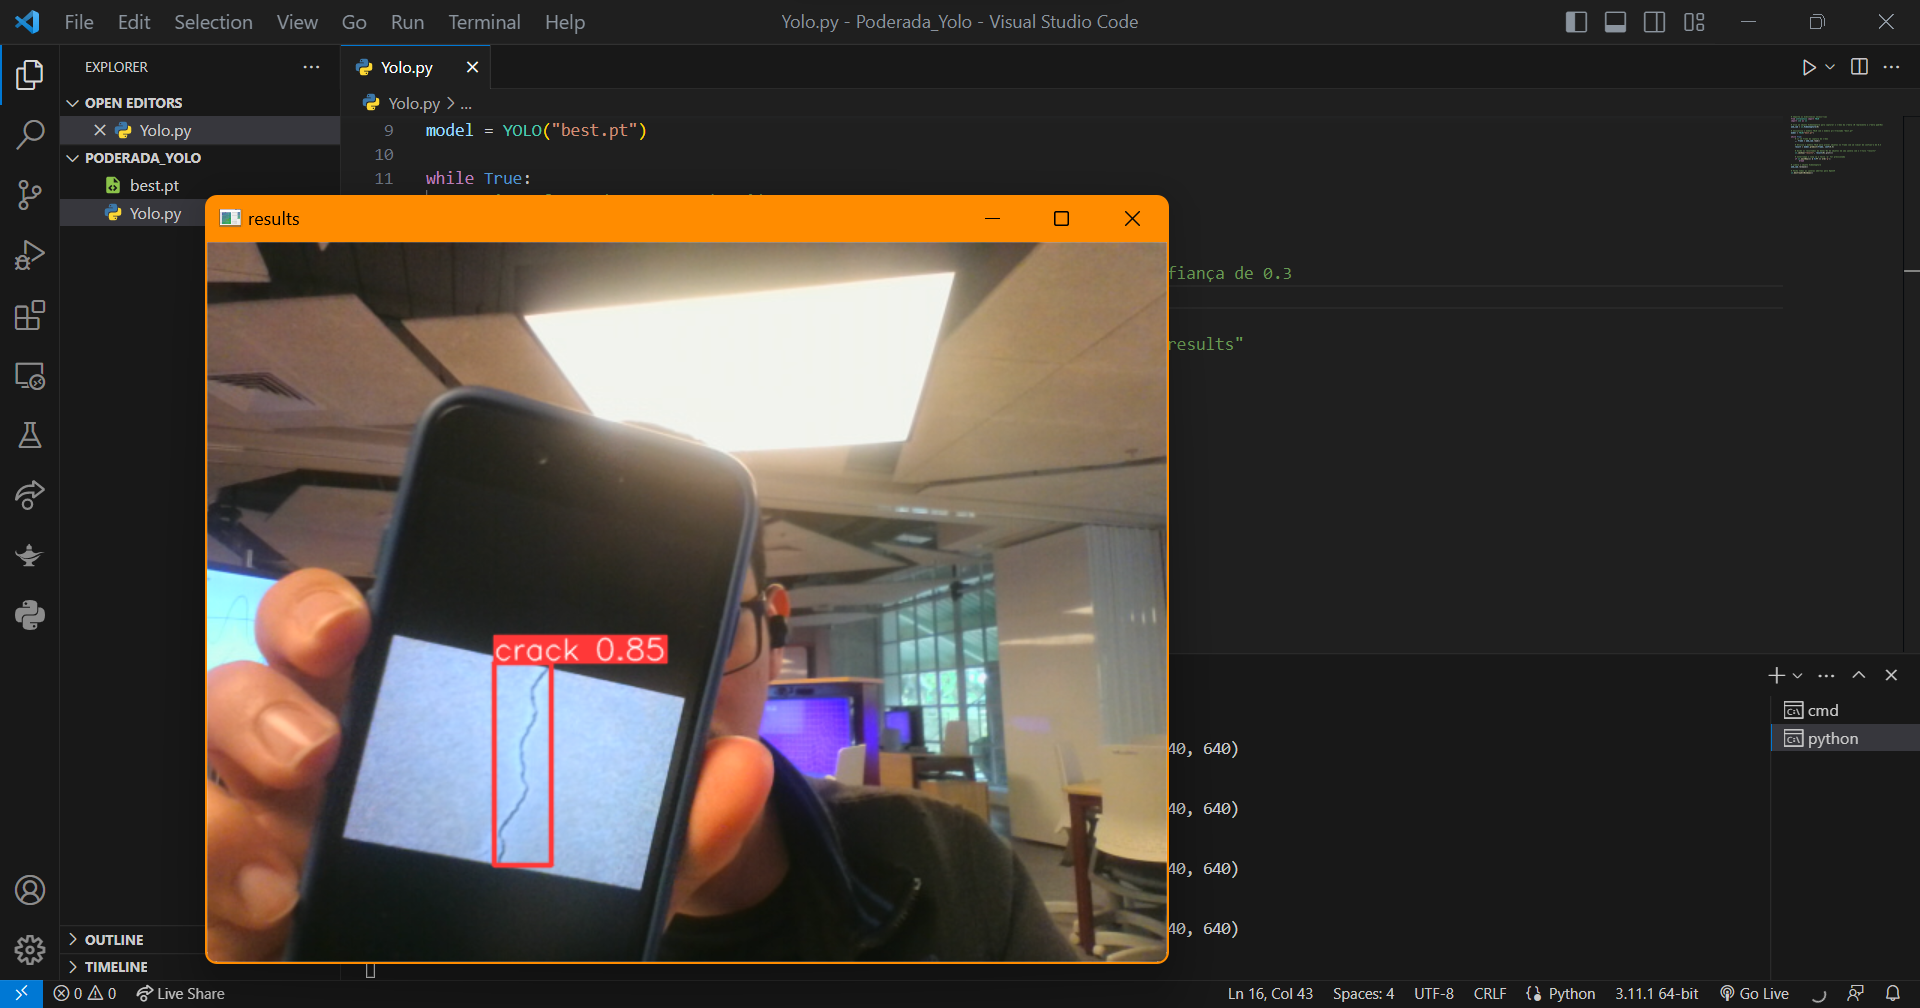 File Edit Selection View Go Run Terminal Help
Yolo.py - Poderada_Yolo - Visual Studio Code
EXPLORER
OPEN EDITORS
Yolo.py
PODERADA_YOLO
best.pt
Yolo.py
OUTLINE
TIMELINE
Yolo.py
Yolo.py > ...
9 model = YOLO("best.pt")
10
11 while True:
results
fiança de 0.3
results"
crack 0.85
40, 640)
40, 640)
40, 640)
40, 640)
cmd
python
0 0 Live Share
Ln 16, Col 43 Spaces: 4 UTF-8 CRLF Python 3.11.1 64-bit Go Live